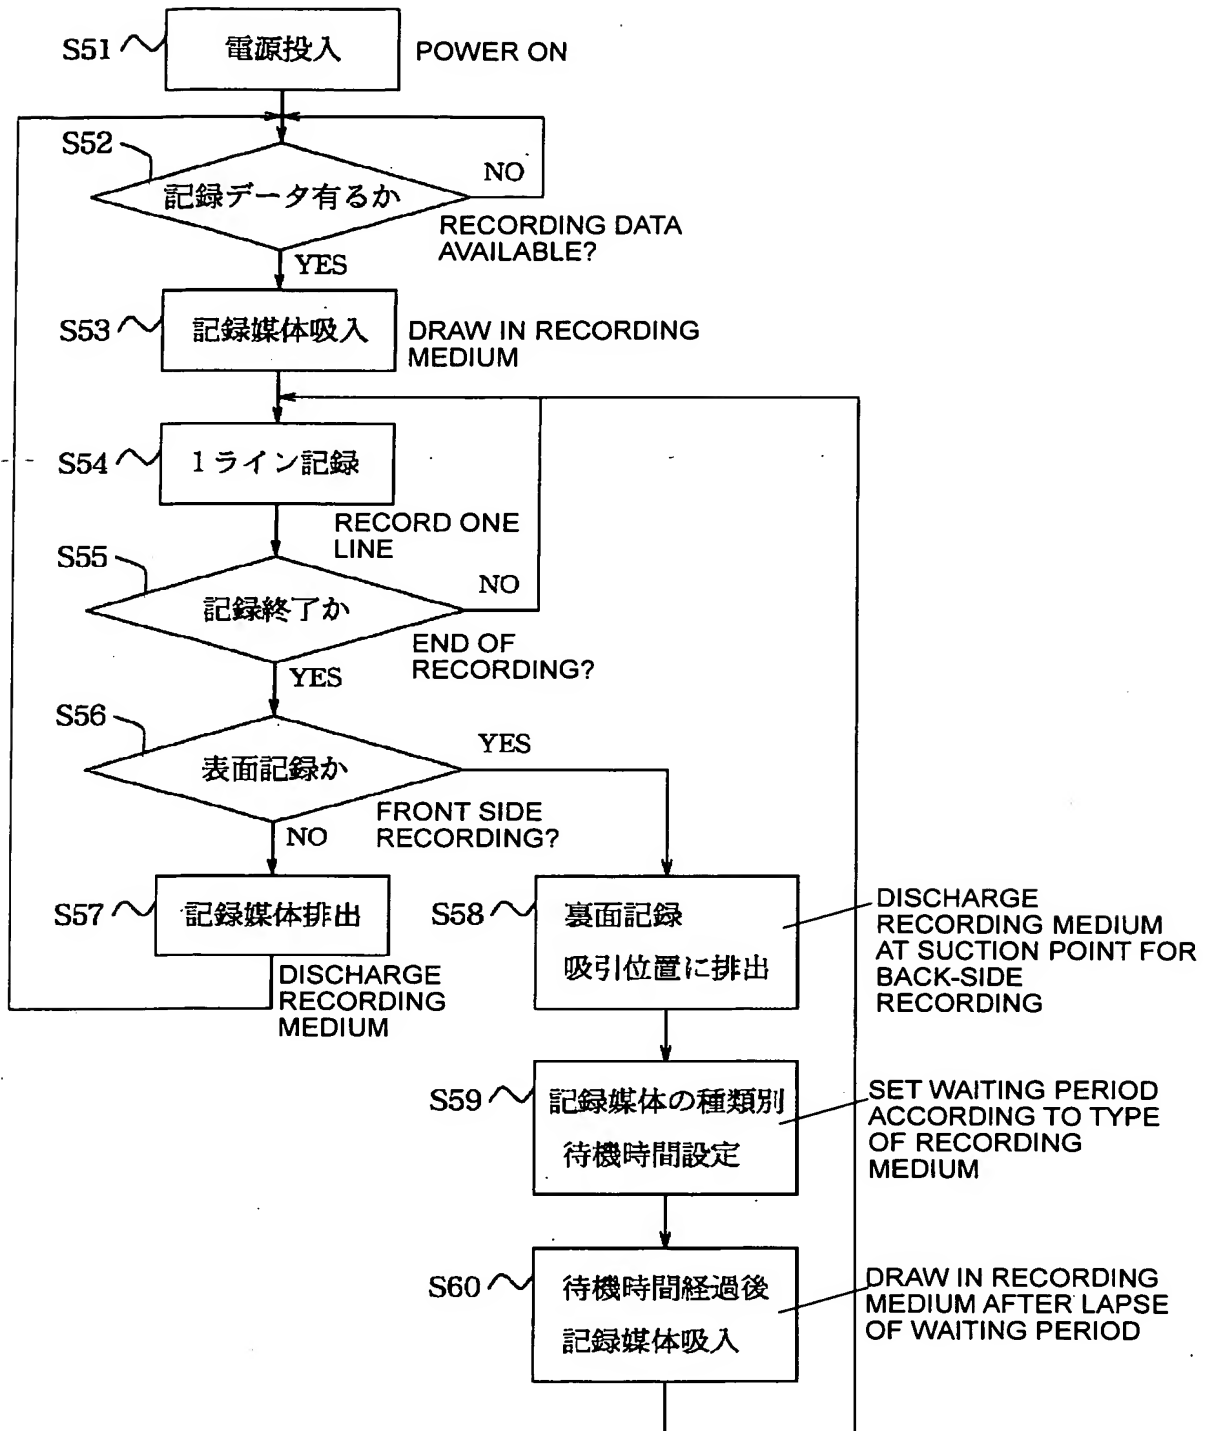 S51
電源投入
POWER ON
S52
記録データ有るか
NO
RECORDING DATA
AVAILABLE?
YES
S53
記録媒体吸入
DRAW IN RECORDING
MEDIUM
S54
1ライン記録
RECORD ONE
LINE
S55
記録終了か
NO
END OF
RECORDING?
YES
S56
表面記録か
YES
FRONT SIDE
RECORDING?
NO
S57
記録媒体排出
DISCHARGE
RECORDING
MEDIUM
S58
裏面記録
吸引位置に排出
DISCHARGE
RECORDING MEDIUM
AT SUCTION POINT FOR
BACK-SIDE
RECORDING
S59
記録媒体の種類別
待機時間設定
SET WAITING PERIOD
ACCORDING TO TYPE
OF RECORDING
MEDIUM
S60
待機時間経過後
記録媒体吸入
DRAW IN RECORDING
MEDIUM AFTER LAPSE
OF WAITING PERIOD